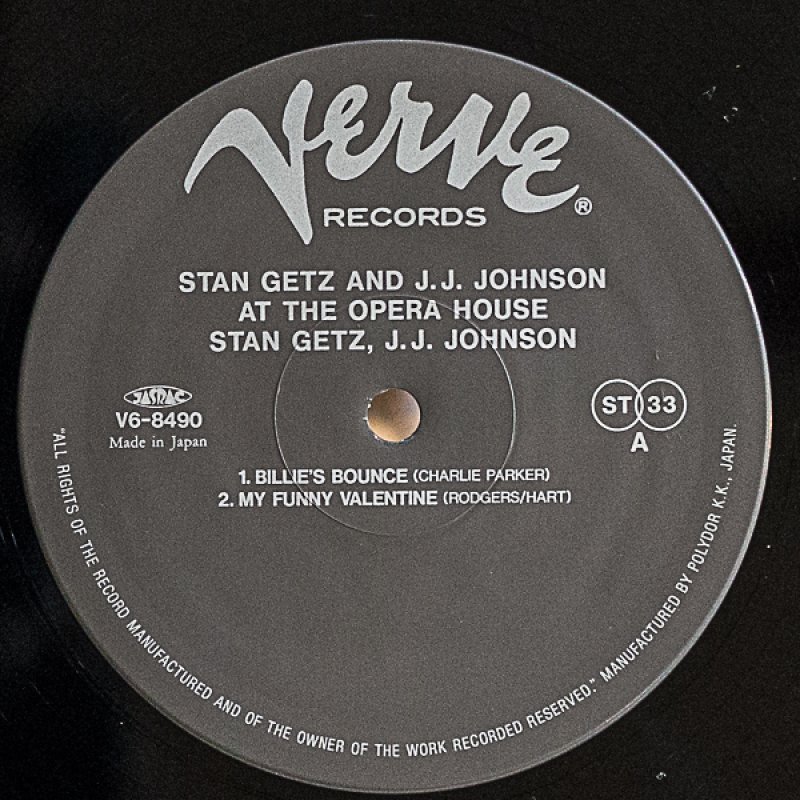 Verve ®
RECORDS
STAN GETZ AND J.J. JOHNSON
AT THE OPERA HOUSE
STAN GETZ, J.J. JOHNSON
JASRAC
V6-8490
Made in Japan
ST 33
A
1. BILLIE'S BOUNCE (CHARLIE PARKER)
2. MY FUNNY VALENTINE (RODGERS/HART)
"ALL RIGHTS OF THE RECORD MANUFACTURED AND OF THE OWNER OF THE WORK RECORDED RESERVED." MANUFACTURED BY POLYDOR K.K., JAPAN.